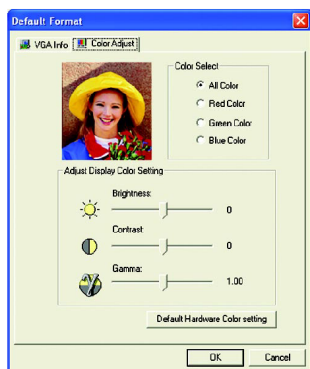 Default Format
VGA Info
Color Adjust
Color Select
All Color
Red Color
Green Color
Blue Color
Adjust Display Color Setting
Brightness:
0
Contrast:
0
Gamma:
1.00
Default Hardware Color setting
OK
Cancel